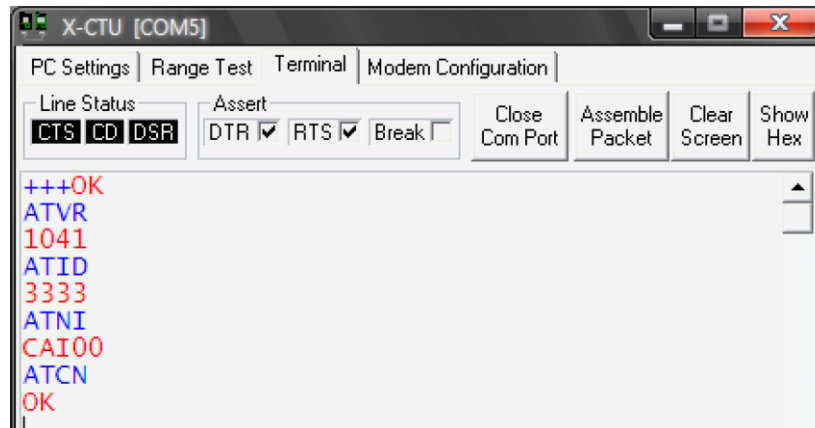 X-CTU [COM5]
PC Settings Range Test Terminal Modem Configuration
Line Status Assert
CTS CD DSR DTR RTS Break Close Com Port Assemble Packet Clear Screen Show Hex
+++OK
ATVR
1041
ATID
3333
ATNI
CAI00
ATCN
OK